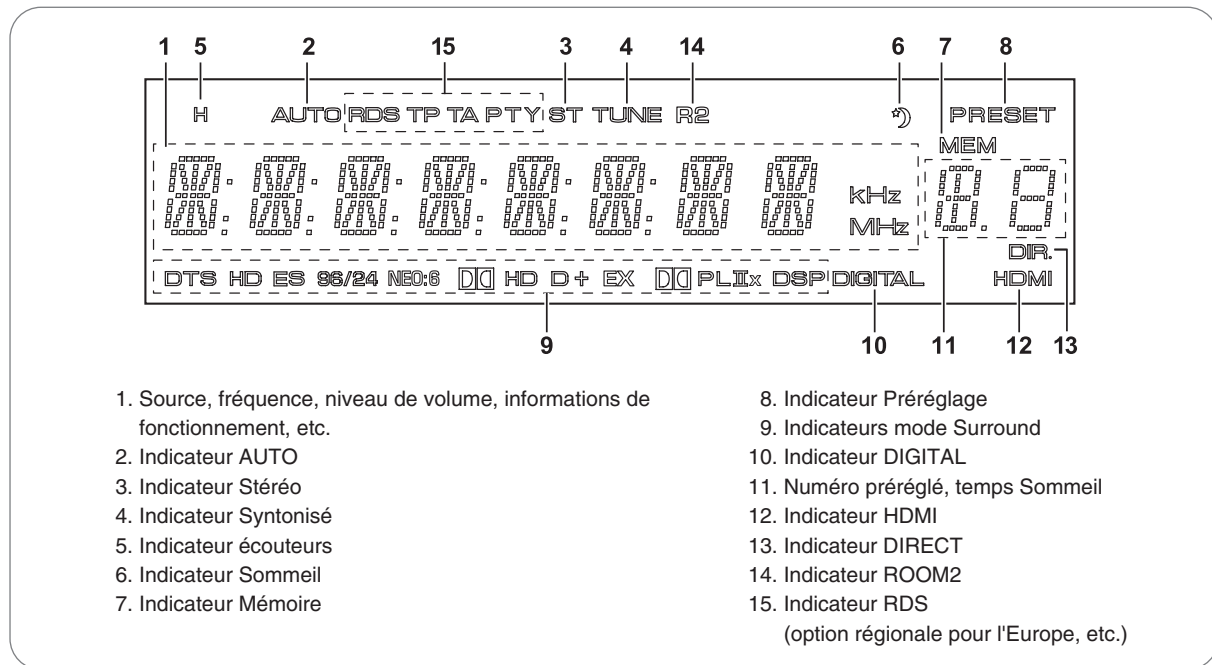 1 5 2 15 3 4 14 6 7 8
H AUTO RDS TP TA PTY ST TUNE R2 PRESET
MEM
kHz
MHz
DIR.
DTS HD ES 96/24 NEO:6 HD D+ EX PLIIx DSP DIGITAL HDMI
9 10 11 12 13
1. Source, fréquence, niveau de volume, informations de
fonctionnement, etc.
2. Indicateur AUTO
3. Indicateur Stéréo
4. Indicateur Syntonisé
5. Indicateur écouteurs
6. Indicateur Sommeil
7. Indicateur Mémoire
8. Indicateur Préréglage
9. Indicateurs mode Surround
10. Indicateur DIGITAL
11. Numéro préréglé, temps Sommeil
12. Indicateur HDMI
13. Indicateur DIRECT
14. Indicateur ROOM2
15. Indicateur RDS
(option régionale pour l'Europe, etc.)